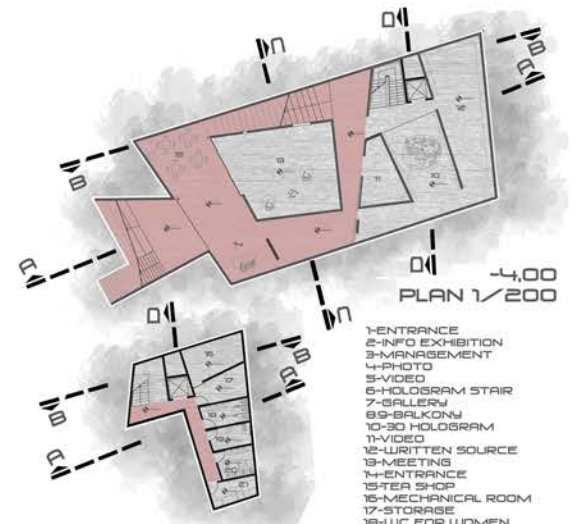 D
D
B
A
B
A
D
D
-4,00
PLAN 1/200
D
D
B
A
B
A
1-ENTRANCE
2-INFO EXHIBITION
3-MANAGEMENT
4-PHOTO
5-VIDEO
6-HOLOGRAM STAIR
7-GALLERY
8,9-BALKONY
10-3D HOLOGRAM
11-VIDEO
12-WRITTEN SOURCE
13-MEETING
14-ENTRANCE
15-TEA SHOP
16-MECHANICAL ROOM
17-STORAGE
18-WC FOR WOMEN